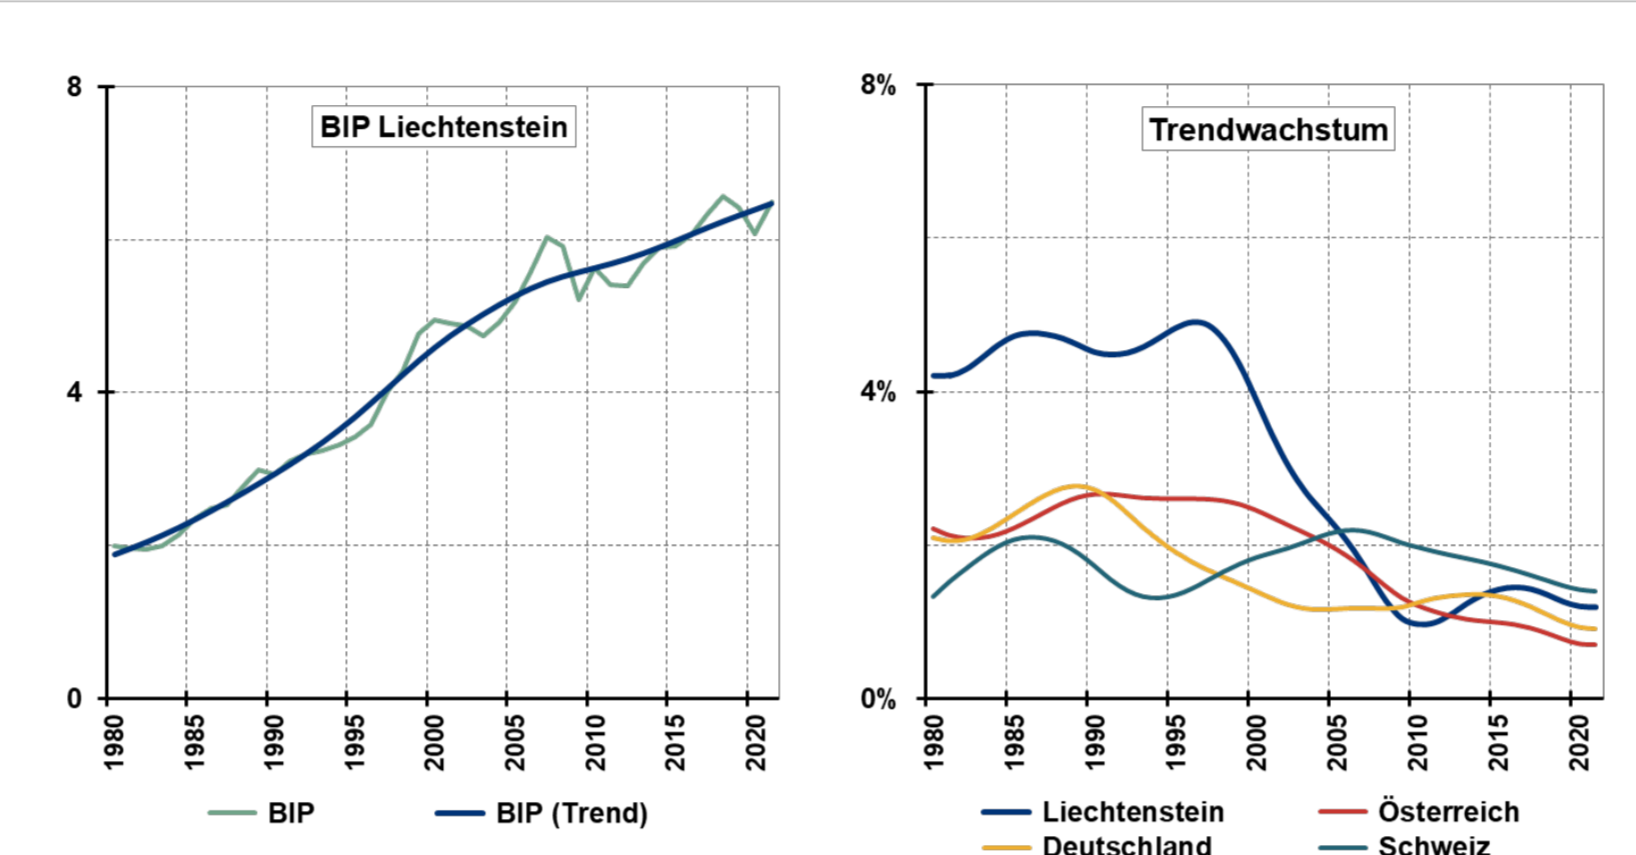 BIP Liechtenstein
8
4
0
1980 1985 1990 1995 2000 2005 2010 2015 2020
BIP BIP (Trend)
Trendwachstum
8%
4%
0%
1980 1985 1990 1995 2000 2005 2010 2015 2020
Liechtenstein Österreich
Deutschland Schweiz